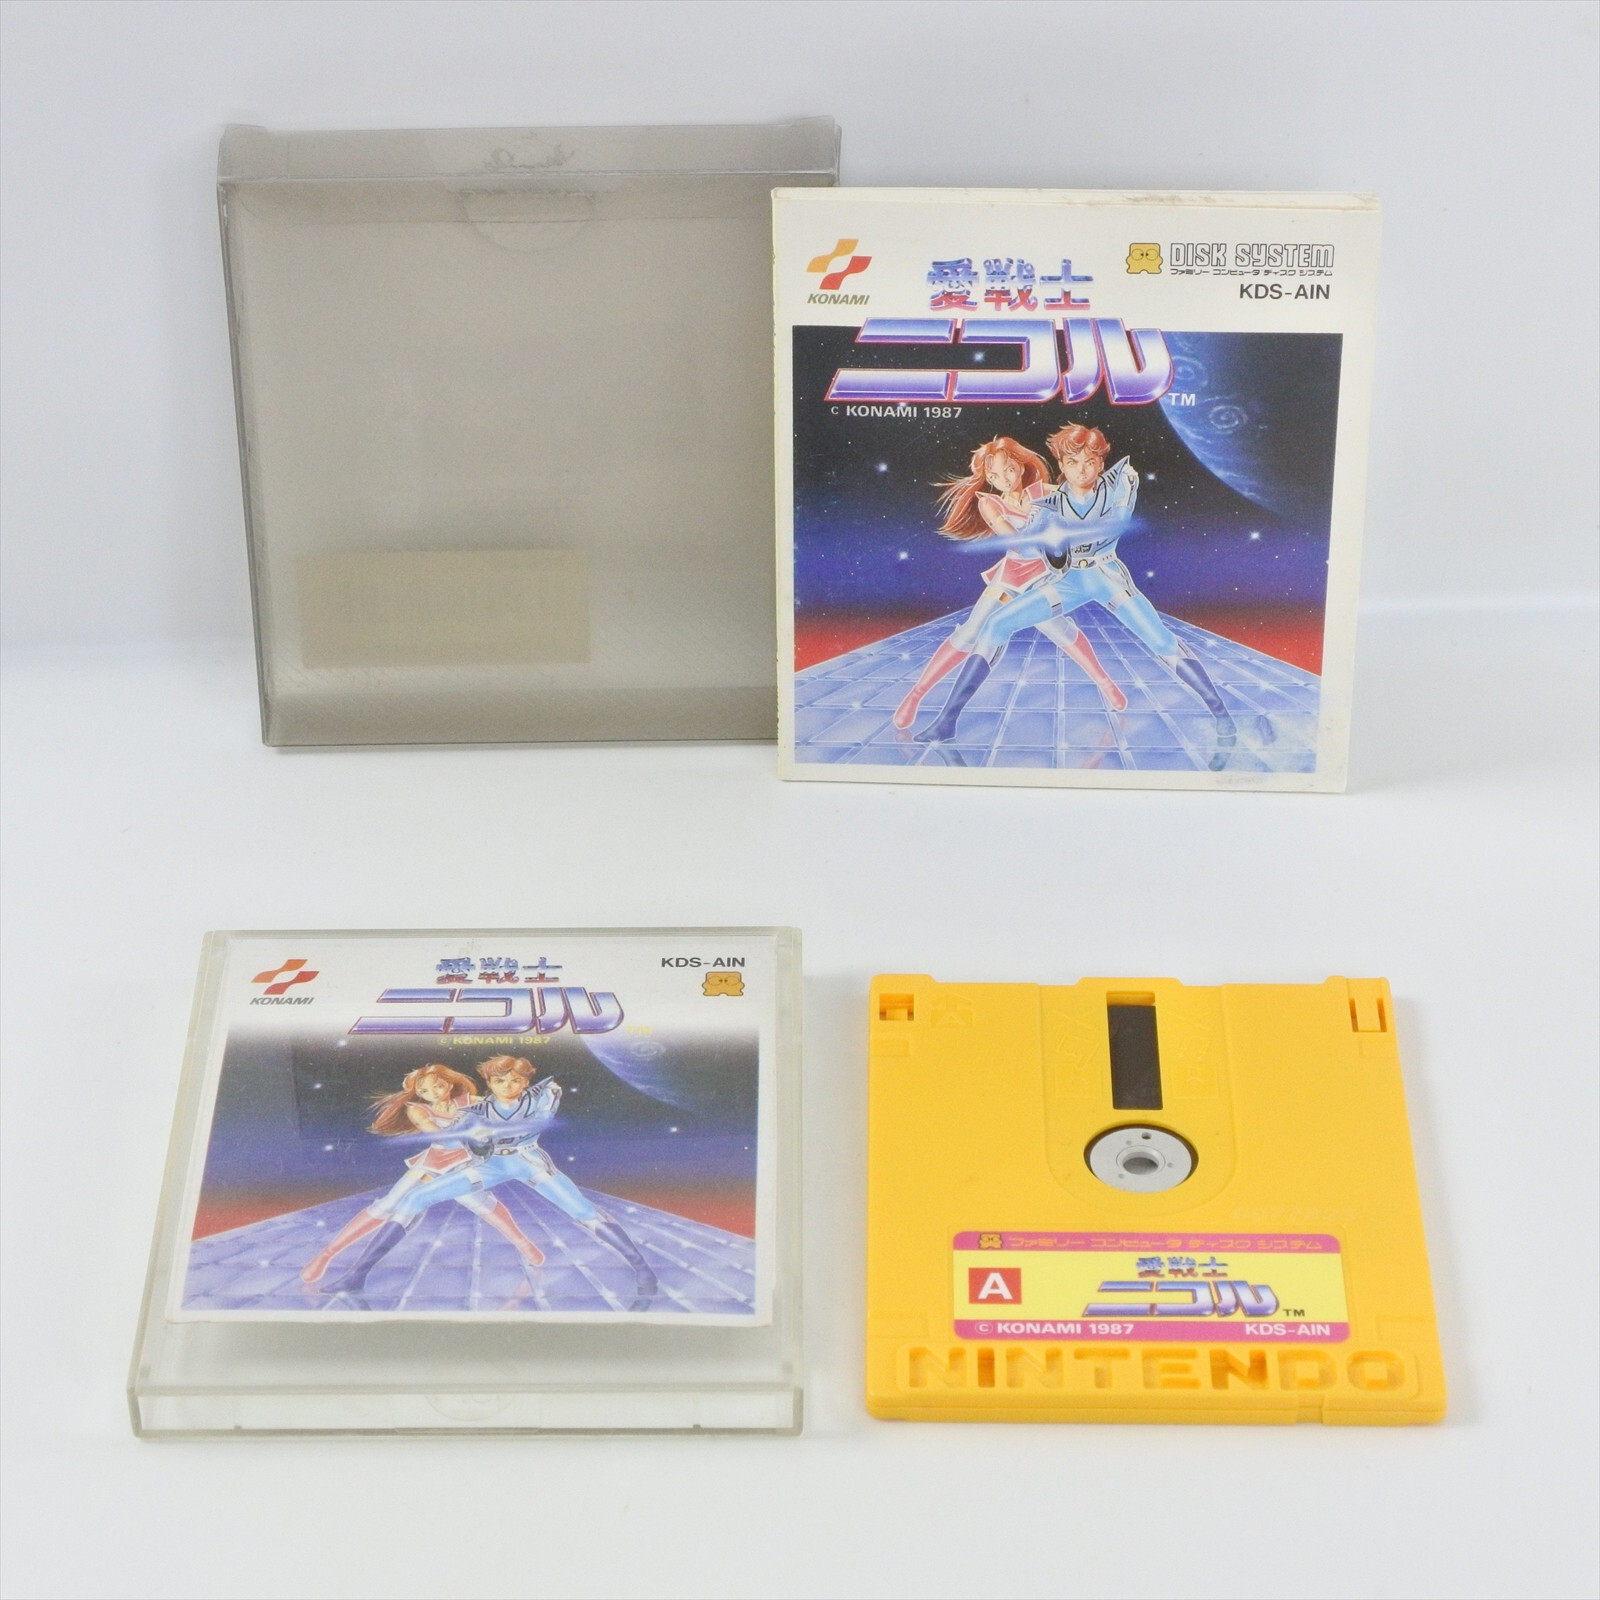 KONAMI
DISK SYSTEM
ファミリー コンピュータ ディスク システム
KDS-AIN
愛戦士
ニコル
TM
© KONAMI 1987
KONAMI
KDS-AIN
愛戦士
ニコル
TM
© KONAMI 1987
ファミリー コンピュータ ディスク システム
A
愛戦士
ニコル
TM
© KONAMI 1987
KDS-AIN
NINTENDO